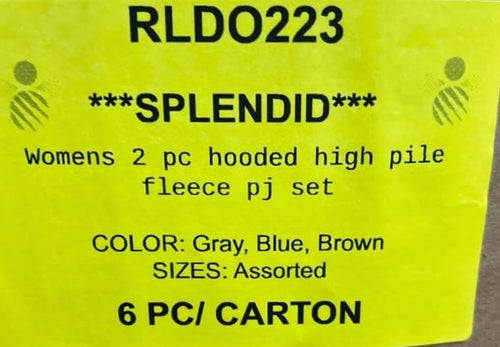 RLDO223
***SPLENDID***
Womens 2 pc hooded high pile
fleece pj set
COLOR: Gray, Blue, Brown
SIZES: Assorted
6 PC/ CARTON